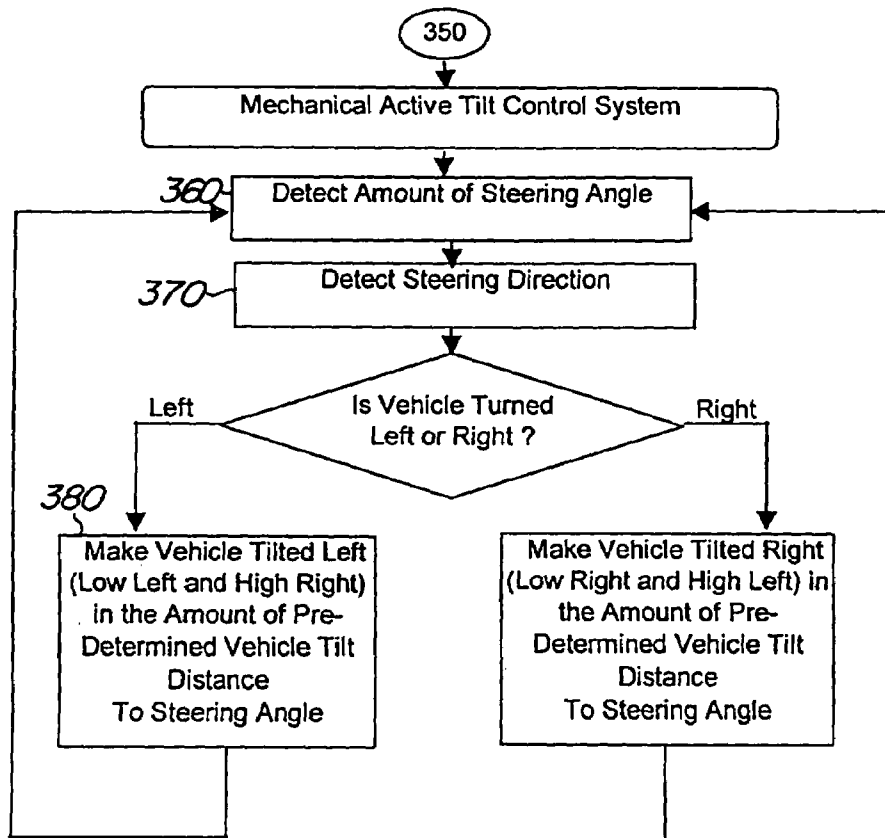 350
Mechanical Active Tilt Control System
360
Detect Amount of Steering Angle
370
Detect Steering Direction
Is Vehicle Turned
Left or Right ?
Left
Right
380
Make Vehicle Tilted Left
(Low Left and High Right)
in the Amount of Pre-
Determined Vehicle Tilt
Distance
To Steering Angle
Make Vehicle Tilted Right
(Low Right and High Left) in
the Amount of Pre-
Determined Vehicle Tilt
Distance
To Steering Angle